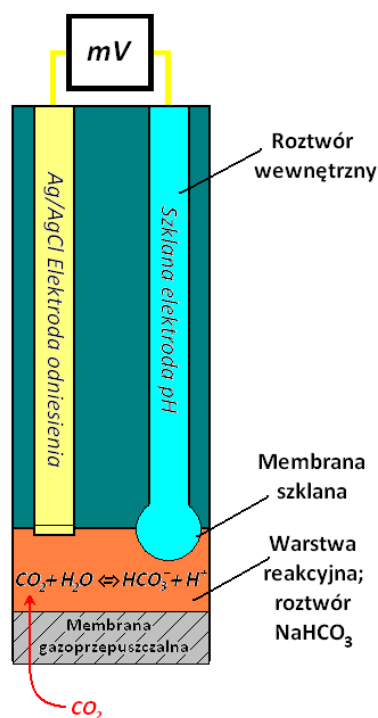 mV
Roztwór
wewnętrzny
Ag/AgCl Elektroda odniesienia
Szklana elektroda pH
Membrana
szklana
CO₂+ H₂O ⇔ HCO₃⁻+ H⁺
Warstwa
reakcyjna;
roztwór
NaHCO₃
Membrana
gazoprzepuszczalna
CO₂